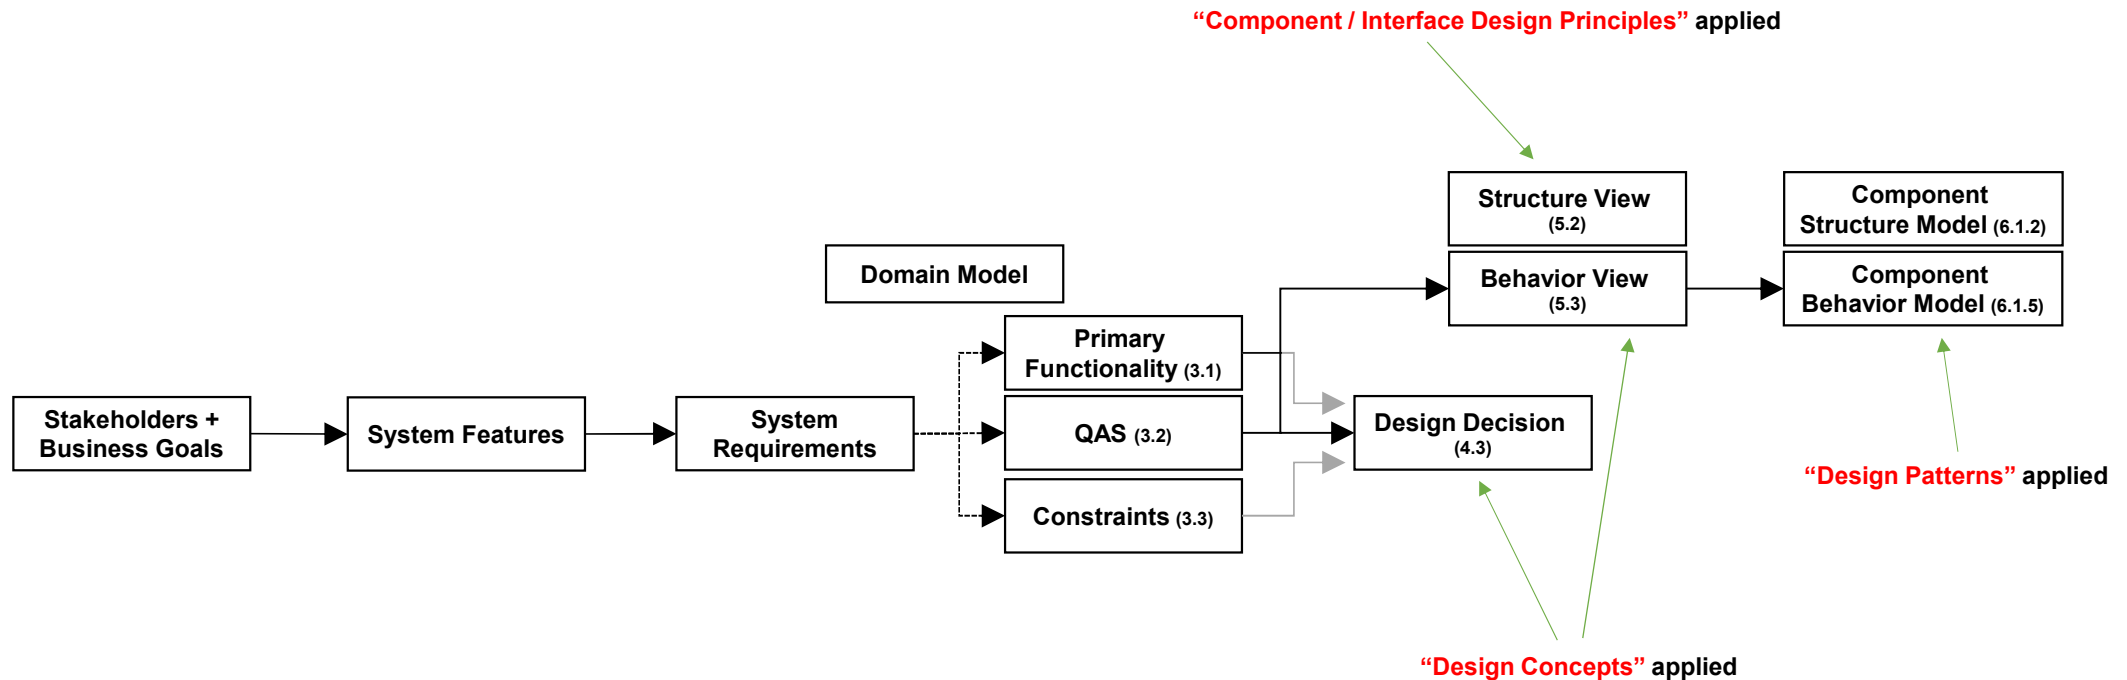 “Component / Interface Design Principles” applied
Structure View
(5.2)
Component
Structure Model (6.1.2)
Domain Model
Behavior View
(5.3)
Component
Behavior Model (6.1.5)
Primary
Functionality (3.1)
Stakeholders +
Business Goals
System Features
System
Requirements
QAS (3.2)
Design Decision
(4.3)
Constraints (3.3)
“Design Patterns” applied
“Design Concepts” applied